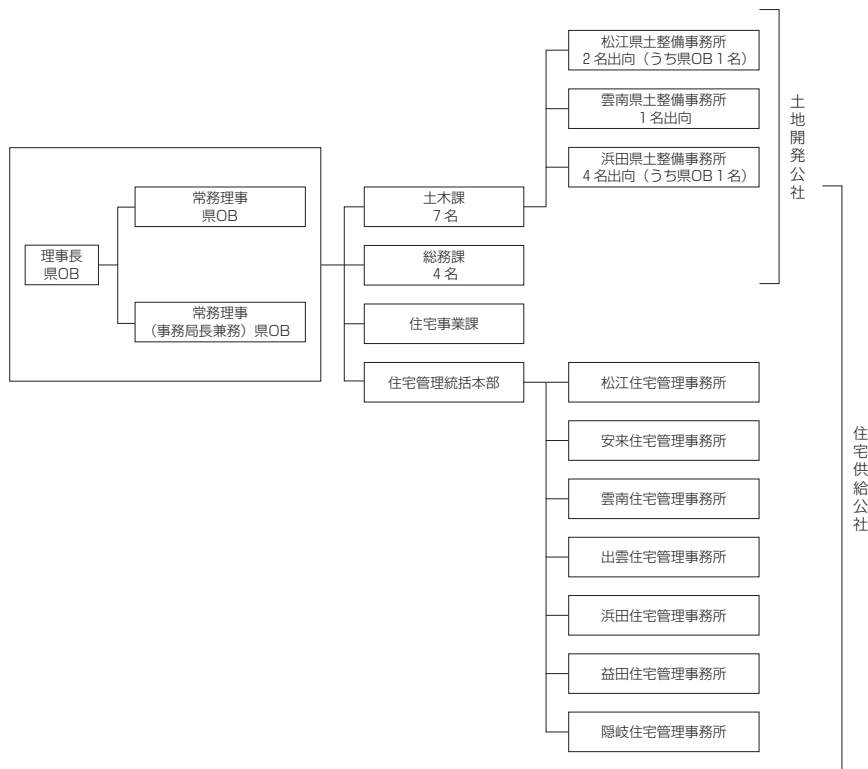 松江県土整備事務所
2名出向（うち県OB１名）
雲南県土整備事務所
１名出向
浜田県土整備事務所
４名出向（うち県OB１名）
土地開発公社
常務理事
県OB
土木課
７名
理事長
県OB
総務課
４名
常務理事
（事務局長兼務）県OB
住宅事業課
住宅管理統括本部
松江住宅管理事務所
安来住宅管理事務所
雲南住宅管理事務所
出雲住宅管理事務所
浜田住宅管理事務所
益田住宅管理事務所
隠岐住宅管理事務所
住宅供給公社